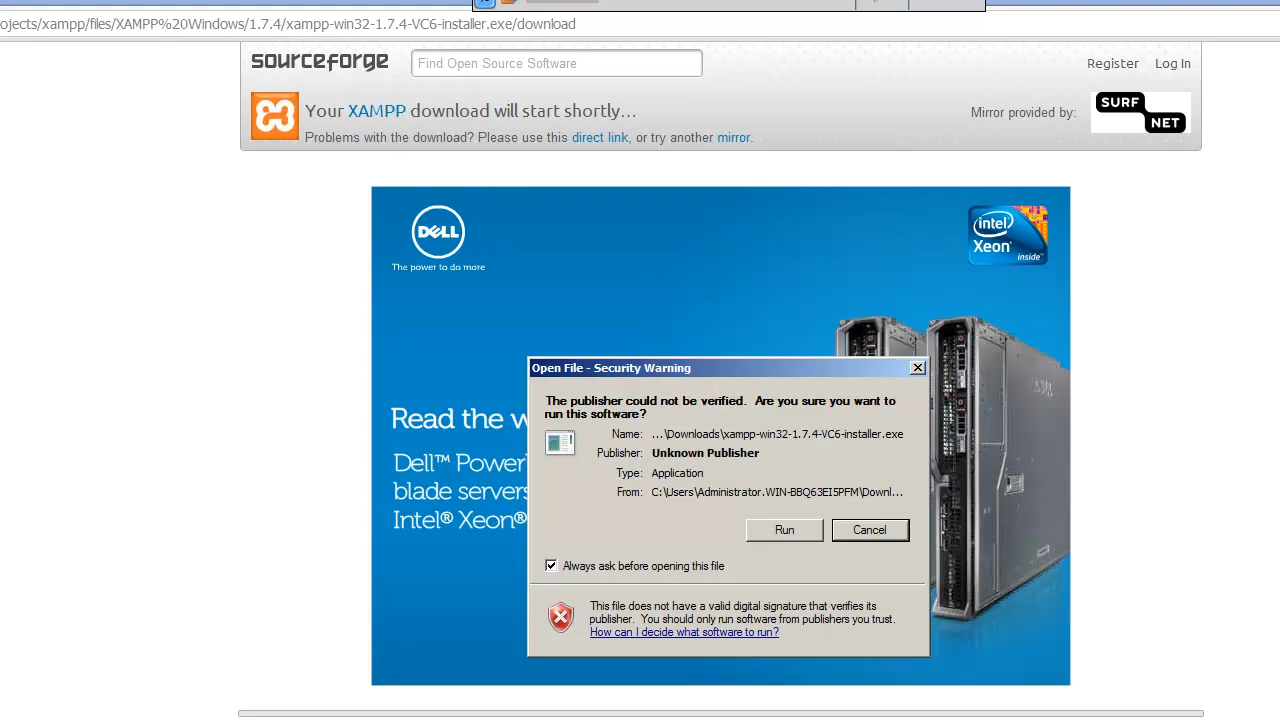 ojects/xampp/files/XAMPP%20Windows/1.7.4/xampp-win32-1.7.4-VC6-installer.exe/download
sourceforge
Find Open Source Software
Register Log In
Your XAMPP download will start shortly...
Mirror provided by:
SURF
NET
Problems with the download? Please use this direct link, or try another mirror.
DELL
The power to do more
intel
Xeon
inside
Open File - Security Warning
The publisher could not be verified. Are you sure you want to
run this software?
Name: ...\Downloads\xampp-win32-1.7.4-VC6-installer.exe
Publisher: Unknown Publisher
Type: Application
From: C:\Users\Administrator.WIN-BBQ63EI5PFM\Downl...
Run
Cancel
Always ask before opening this file
This file does not have a valid digital signature that verifies its
publisher. You should only run software from publishers you trust.
How can I decide what software to run?
Read the w
Dell™ Power
blade servers
Intel® Xeon®